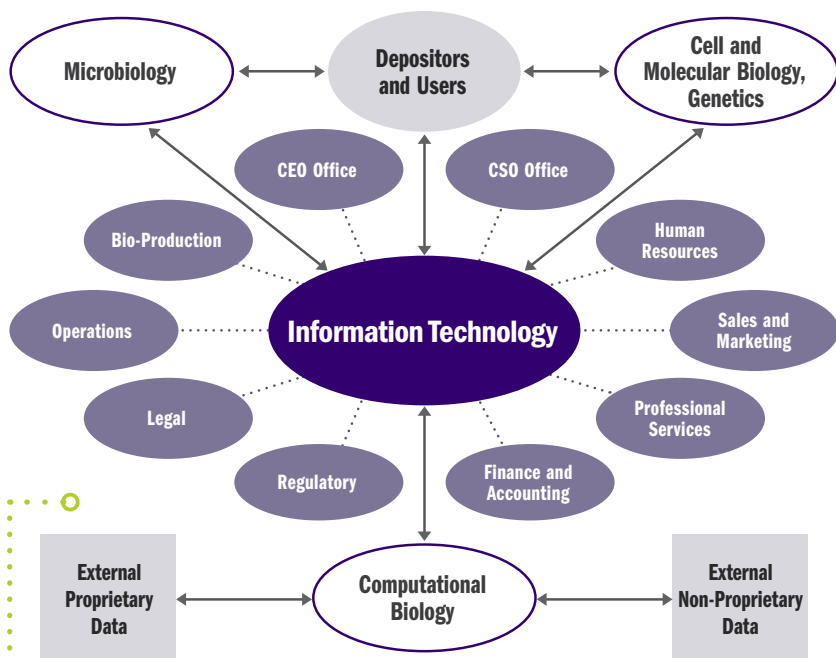 Microbiology
Depositors
and Users
Cell and
Molecular Biology,
Genetics
CEO Office
CSO Office
Bio-Production
Human
Resources
Operations
Information Technology
Sales and
Marketing
Legal
Professional
Services
Regulatory
Finance and
Accounting
External
Proprietary
Data
Computational
Biology
External
Non-Proprietary
Data